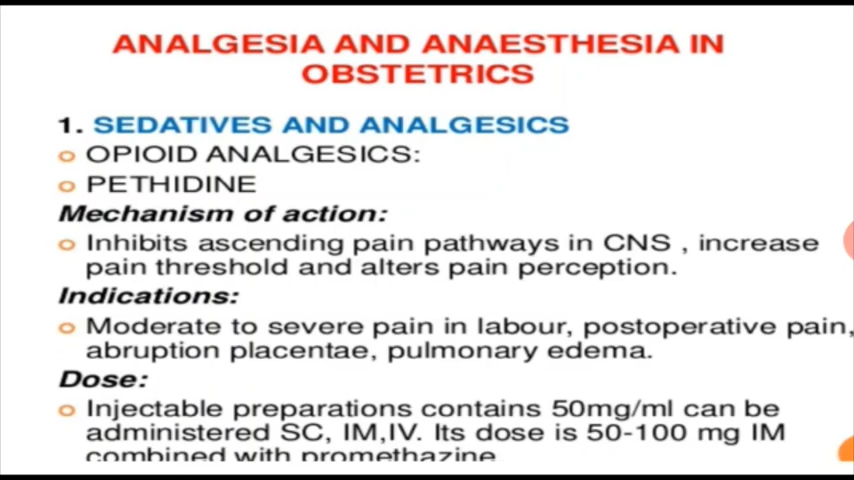 ANALGESIA AND ANAESTHESIA IN
OBSTETRICS
1. SEDATIVES AND ANALGESICS
OPIOID ANALGESICS:
PETHIDINE
Mechanism of action:
Inhibits ascending pain pathways in CNS , increase
pain threshold and alters pain perception.
Indications:
Moderate to severe pain in labour, postoperative pain,
abruption placentae, pulmonary edema.
Dose:
Injectable preparations contains 50mg/ml can be
administered SC, IM,IV. Its dose is 50-100 mg IM
combined with promethazine